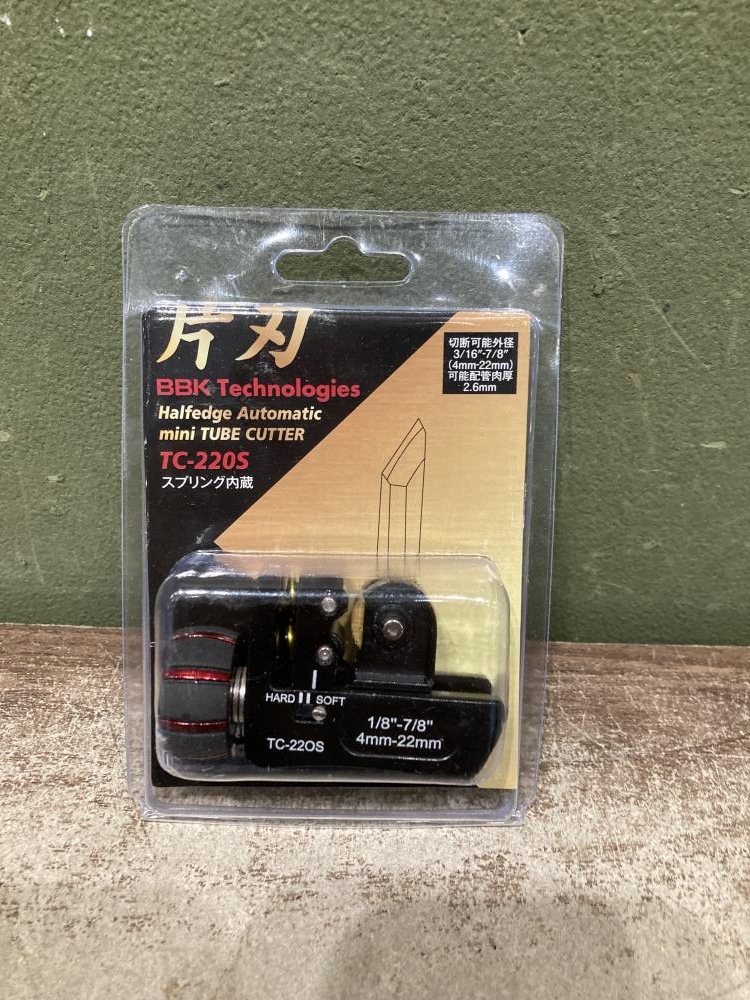 片刃
BBK Technologies
Halfedge Automatic
mini TUBE CUTTER
TC-220S
スプリング内蔵
切断可能外径
3/16"-7/8"
(4mm-22mm)
可能配管肉厚
2.6mm
HARD SOFT
TC-220S
1/8"-7/8"
4mm-22mm